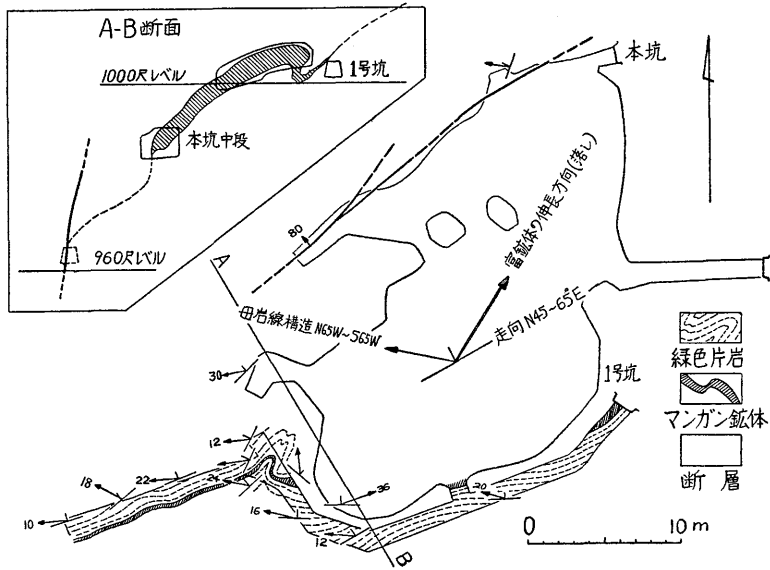 A-B断面
1000Rレベル
1号坑
本坑中段
960Rレベル
本坑
80
A
富鉱体の伸長方向(落し)
母岩線構造 N65W~S65W
走向 N45~65°E
30
緑色片岩
1号坑
マンガン鉱体
断層
12
22
18
24
36
20
10
16
12
B
0 10 m